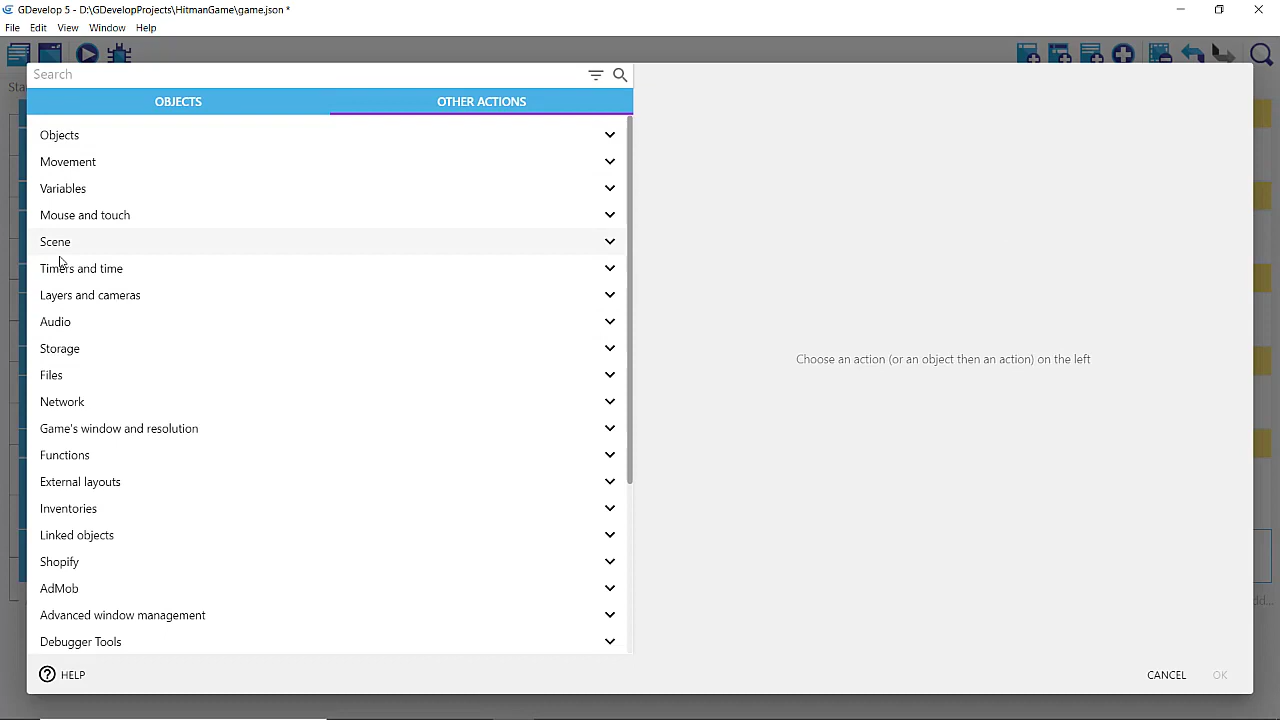 GDevelop 5 - D:\GDevelopProjects\HitmanGame\game.json *
File Edit View Window Help
Search
OBJECTS OTHER ACTIONS
Objects
Movement
Variables
Mouse and touch
Scene
Timers and time
Layers and cameras
Audio
Storage
Files
Network
Game's window and resolution
Functions
External layouts
Inventories
Linked objects
Shopify
AdMob
Advanced window management
Debugger Tools
Choose an action (or an object then an action) on the left
? HELP
CANCEL OK